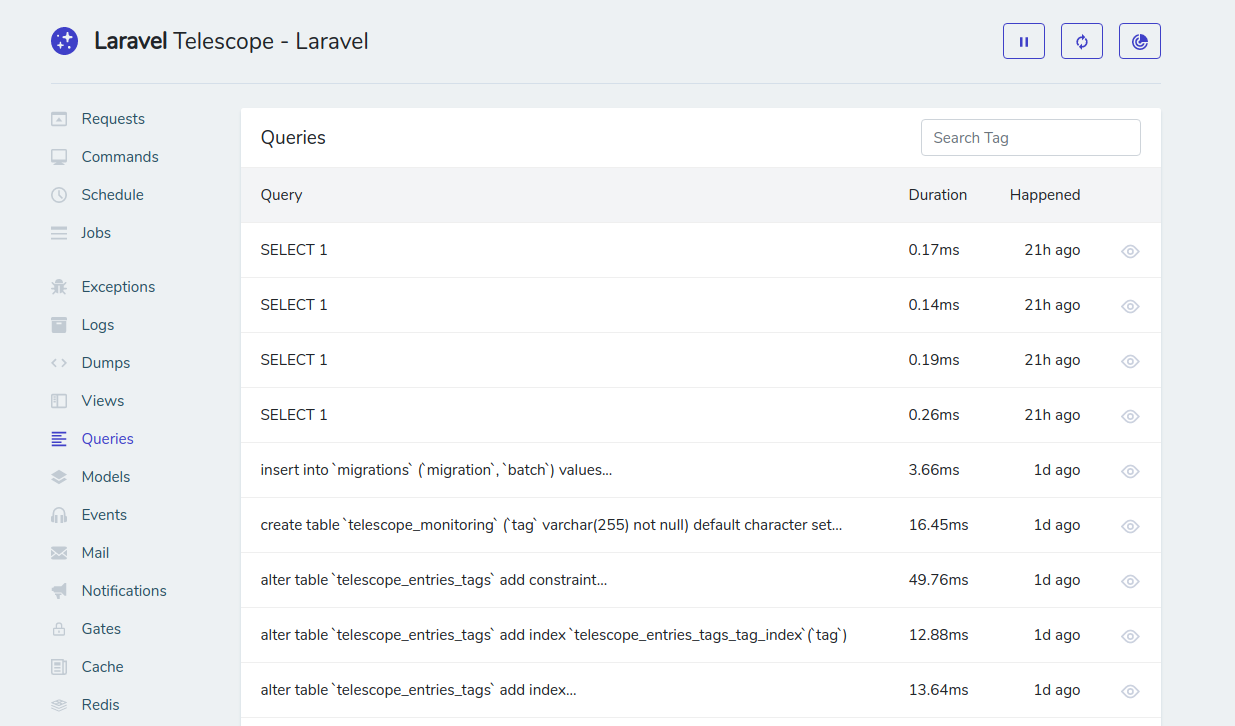 Laravel Telescope - Laravel
Requests
Commands
Schedule
Jobs
Exceptions
Logs
Dumps
Views
Queries
Models
Events
Mail
Notifications
Gates
Cache
Redis
Queries
Search Tag
Query Duration Happened
SELECT 1 0.17ms 21h ago
SELECT 1 0.14ms 21h ago
SELECT 1 0.19ms 21h ago
SELECT 1 0.26ms 21h ago
insert into `migrations` (`migration`, `batch`) values... 3.66ms 1d ago
create table `telescope_monitoring` (`tag` varchar(255) not null) default character set... 16.45ms 1d ago
alter table `telescope_entries_tags` add constraint... 49.76ms 1d ago
alter table `telescope_entries_tags` add index `telescope_entries_tags_tag_index`(`tag`) 12.88ms 1d ago
alter table `telescope_entries_tags` add index... 13.64ms 1d ago